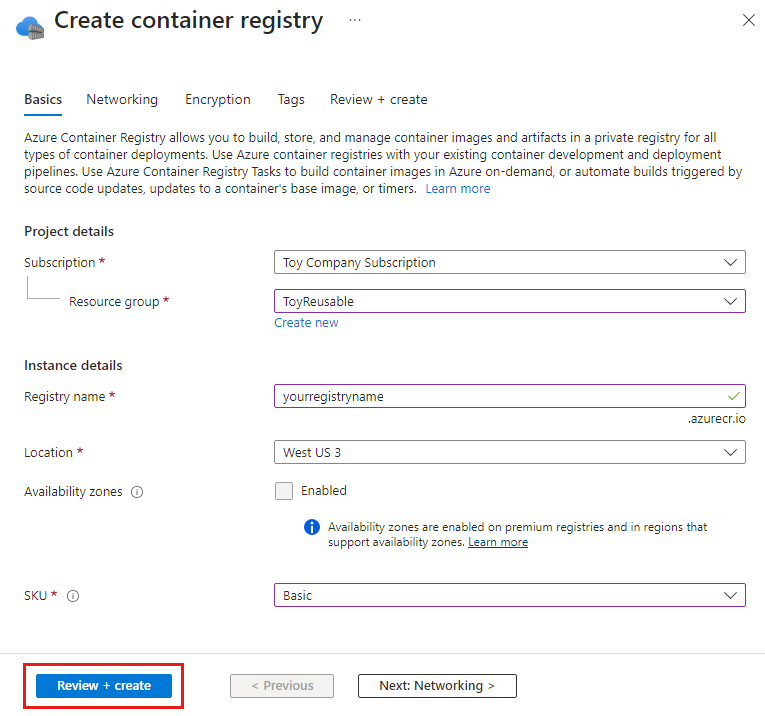 Create container registry ...
Basics Networking Encryption Tags Review + create
Azure Container Registry allows you to build, store, and manage container images and artifacts in a private registry for all
types of container deployments. Use Azure container registries with your existing container development and deployment
pipelines. Use Azure Container Registry Tasks to build container images in Azure on-demand, or automate builds triggered by
source code updates, updates to a container's base image, or timers. Learn more
Project details
Subscription * Toy Company Subscription
Resource group * ToyReusable
Create new
Instance details
Registry name * yourregistryname
.azurecr.io
Location * West US 3
Availability zones Enabled
Availability zones are enabled on premium registries and in regions that
support availability zones. Learn more
SKU * Basic
Review + create < Previous Next: Networking >